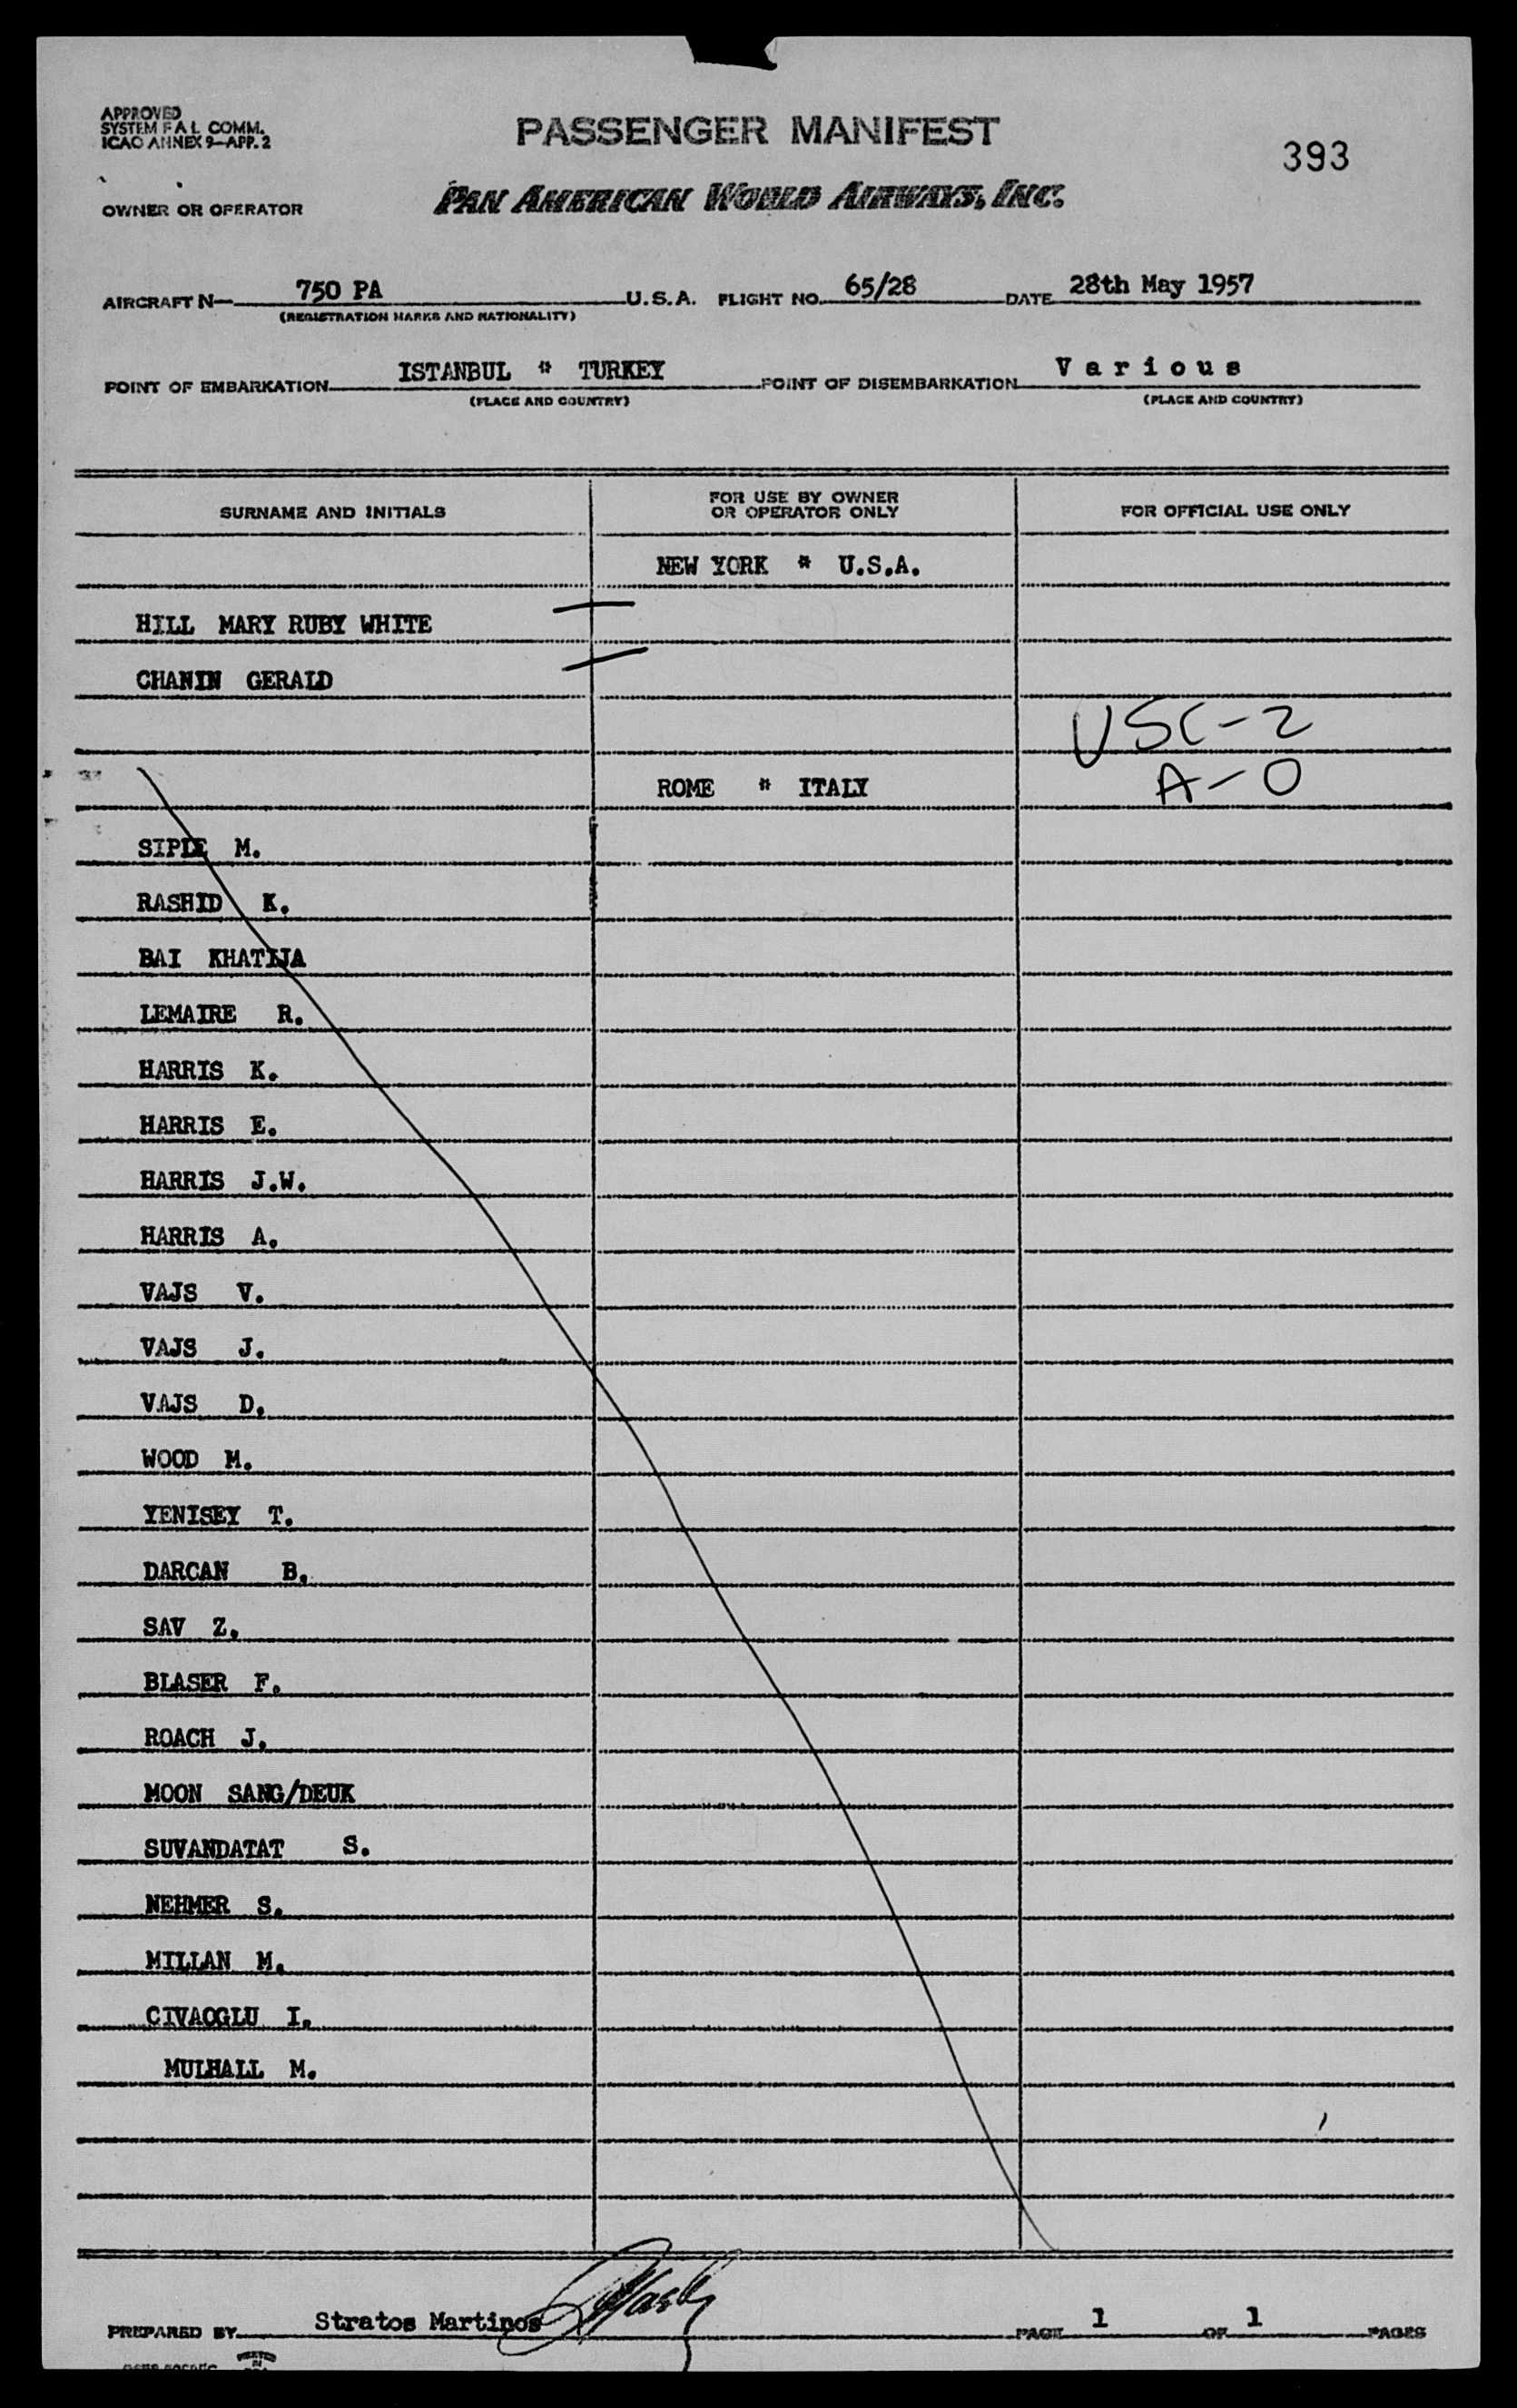 APPROVED
SYSTEM F A L COMM.
ICAO ANNEX 9—APP. 2
PASSENGER MANIFEST
393
OWNER OR OPERATOR
PAN AMERICAN WORLD AIRWAYS, INC.
AIRCRAFT N— 750 PA U.S.A. FLIGHT NO. 65/28 DATE 28th May 1957
(REGISTRATION MARKS AND NATIONALITY)
POINT OF EMBARKATION ISTANBUL * TURKEY POINT OF DISEMBARKATION Various
(PLACE AND COUNTRY) (PLACE AND COUNTRY)
SURNAME AND INITIALS FOR USE BY OWNER OR OPERATOR ONLY FOR OFFICIAL USE ONLY
NEW YORK * U.S.A.
HILL MARY RUBY WHITE
CHANIN GERALD
USC-2
ROME * ITALY A-0
SIPLE M.
RASHID K.
BAI KHATIJA
LEMAIRE R.
HARRIS K.
HARRIS E.
HARRIS J.W.
HARRIS A.
VAJS V.
VAJS J.
VAJS D.
WOOD M.
YENISEY T.
DARCAN B.
SAV Z.
BLASER F.
ROACH J.
MOON SANG/DEUK
SUVANDATAT S.
NEHMER S.
MILLAN M.
CIVAOGLU I.
MULHALL M.
PREPARED BY Stratos Martinos PAGE 1 OF 1 PAGES